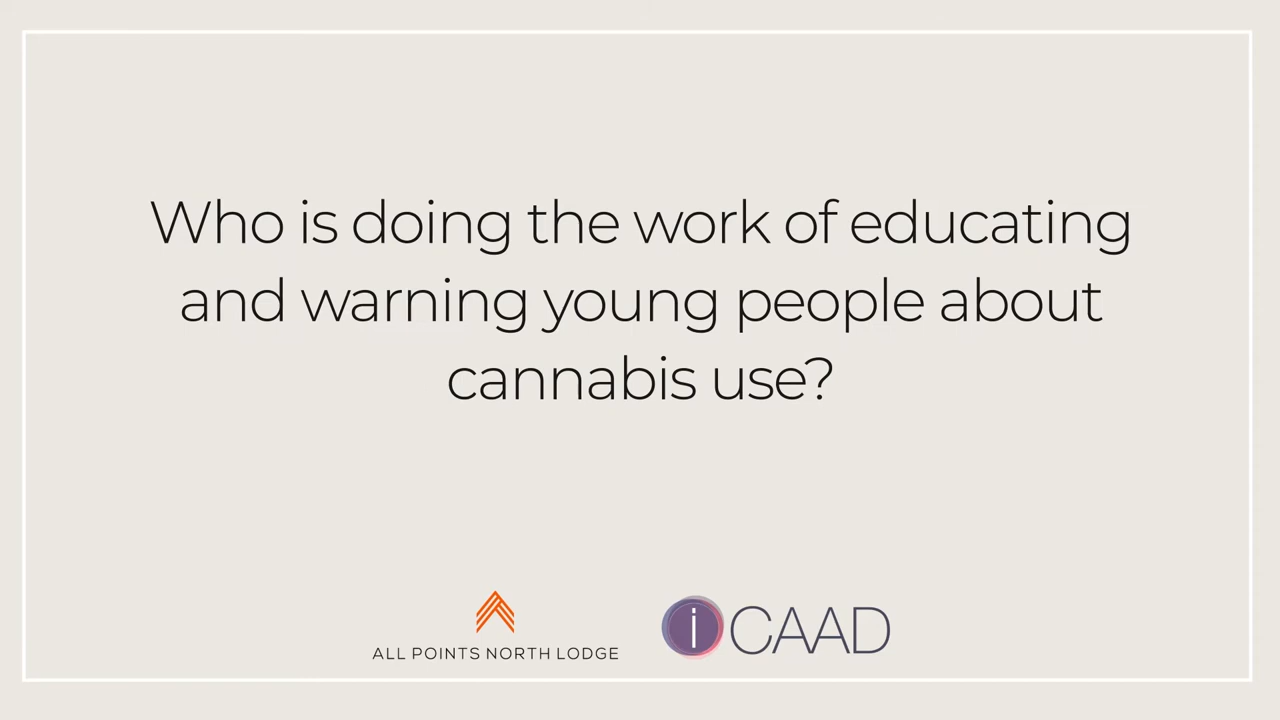 Who is doing the work of educating
and warning young people about
cannabis use?
ALL POINTS NORTH LODGE
iCAAD